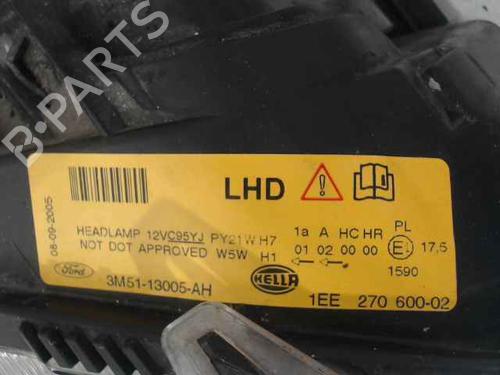 B-PARTS
08-09-2005
LHD
HEADLAMP 12VC95YJ PY21W H7
NOT DOT APPROVED W5W H1
1a A HC HR PL
01 02 00 00 E1 17,5
1590
Ford
3M51-13005-AH
HELLA
1EE 270 600-02